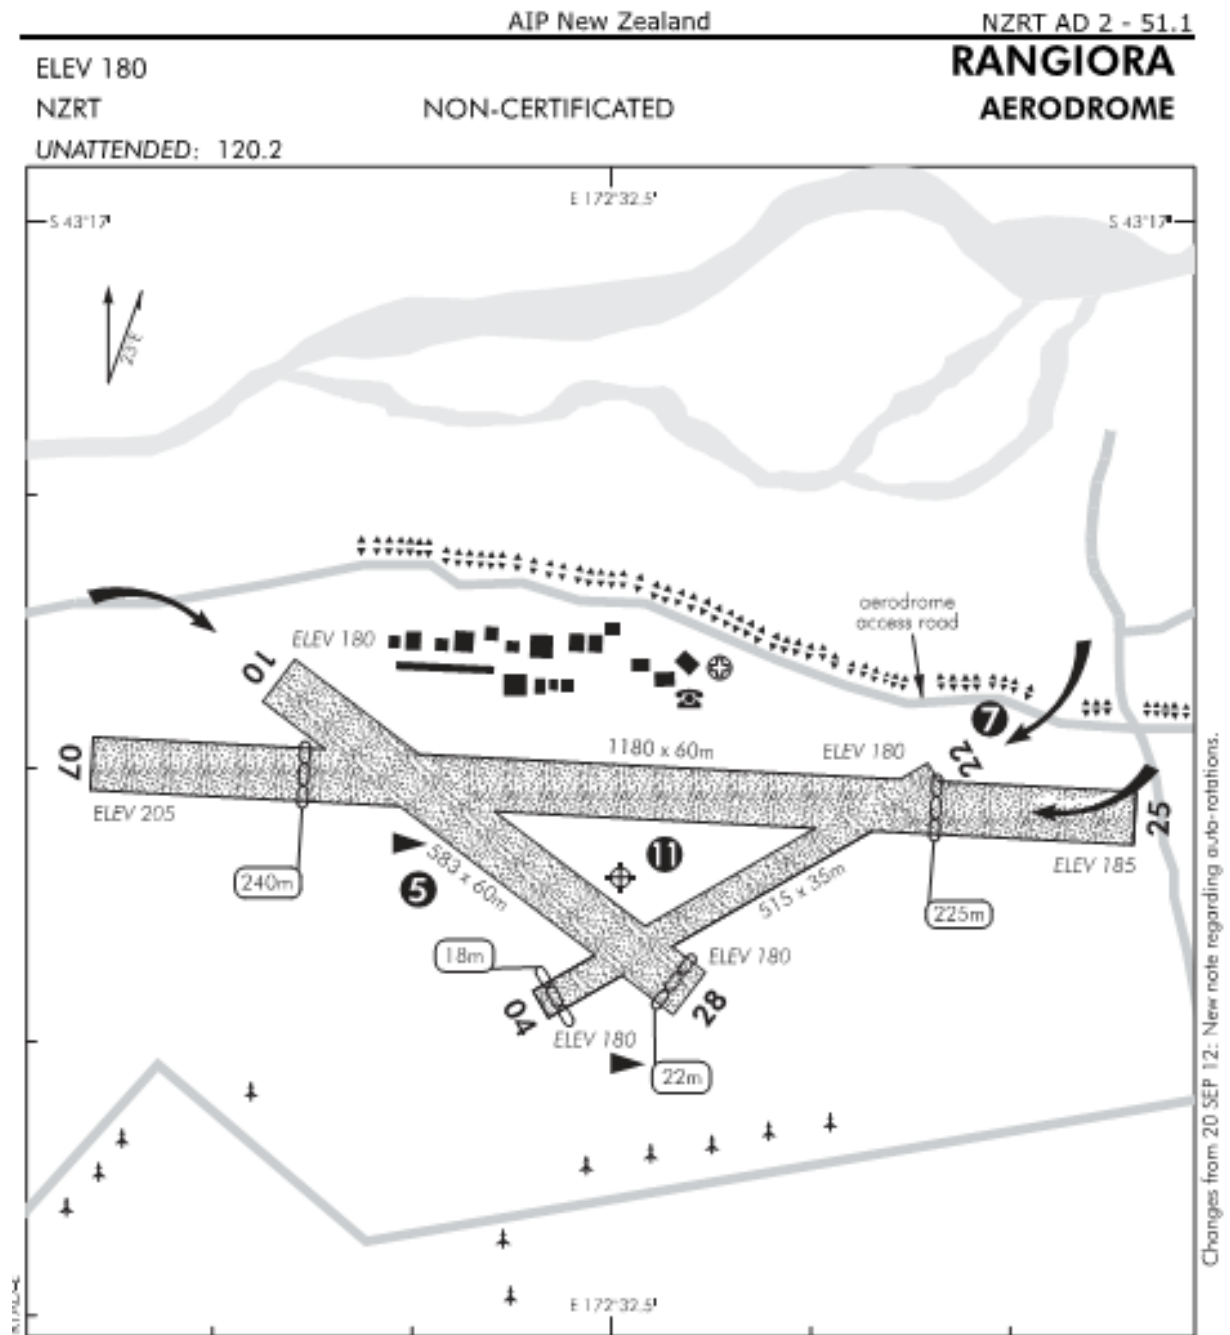 AIP New Zealand
NZRT AD 2 - 51.1
ELEV 180
RANGIORA
NZRT
NON-CERTIFICATED
AERODROME
UNATTENDED: 120.2
E 172°32.5'
S 43°17'
S 43°17'
23°E
aerodrome
access road
ELEV 180
10
7
1180 x 60m
ELEV 180
22
07
25
ELEV 205
11
ELEV 185
583 x 60m
515 x 35m
240m
5
225m
18m
ELEV 180
04
28
ELEV 180
22m
E 172°32.5'
Changes from 20 SEP 12: New note regarding auto-rotations.